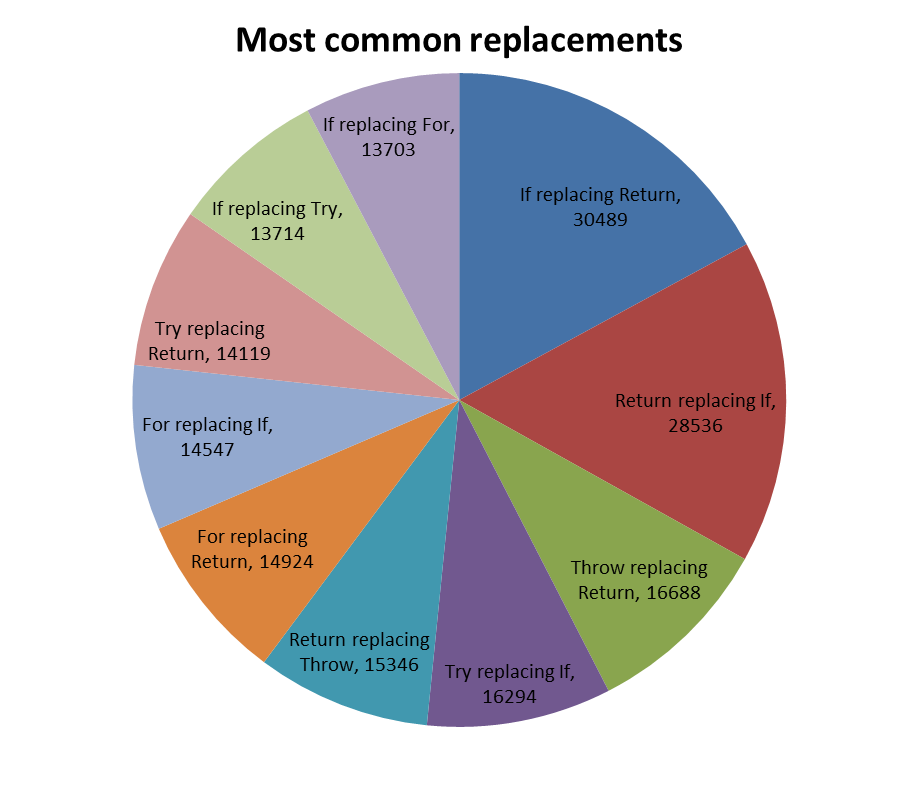 Most common replacements
If replacing Return,
30489
Return replacing If,
28536
Throw replacing
Return, 16688
Try replacing If,
16294
Return replacing
Throw, 15346
For replacing
Return, 14924
For replacing If,
14547
Try replacing
Return, 14119
If replacing Try,
13714
If replacing For,
13703